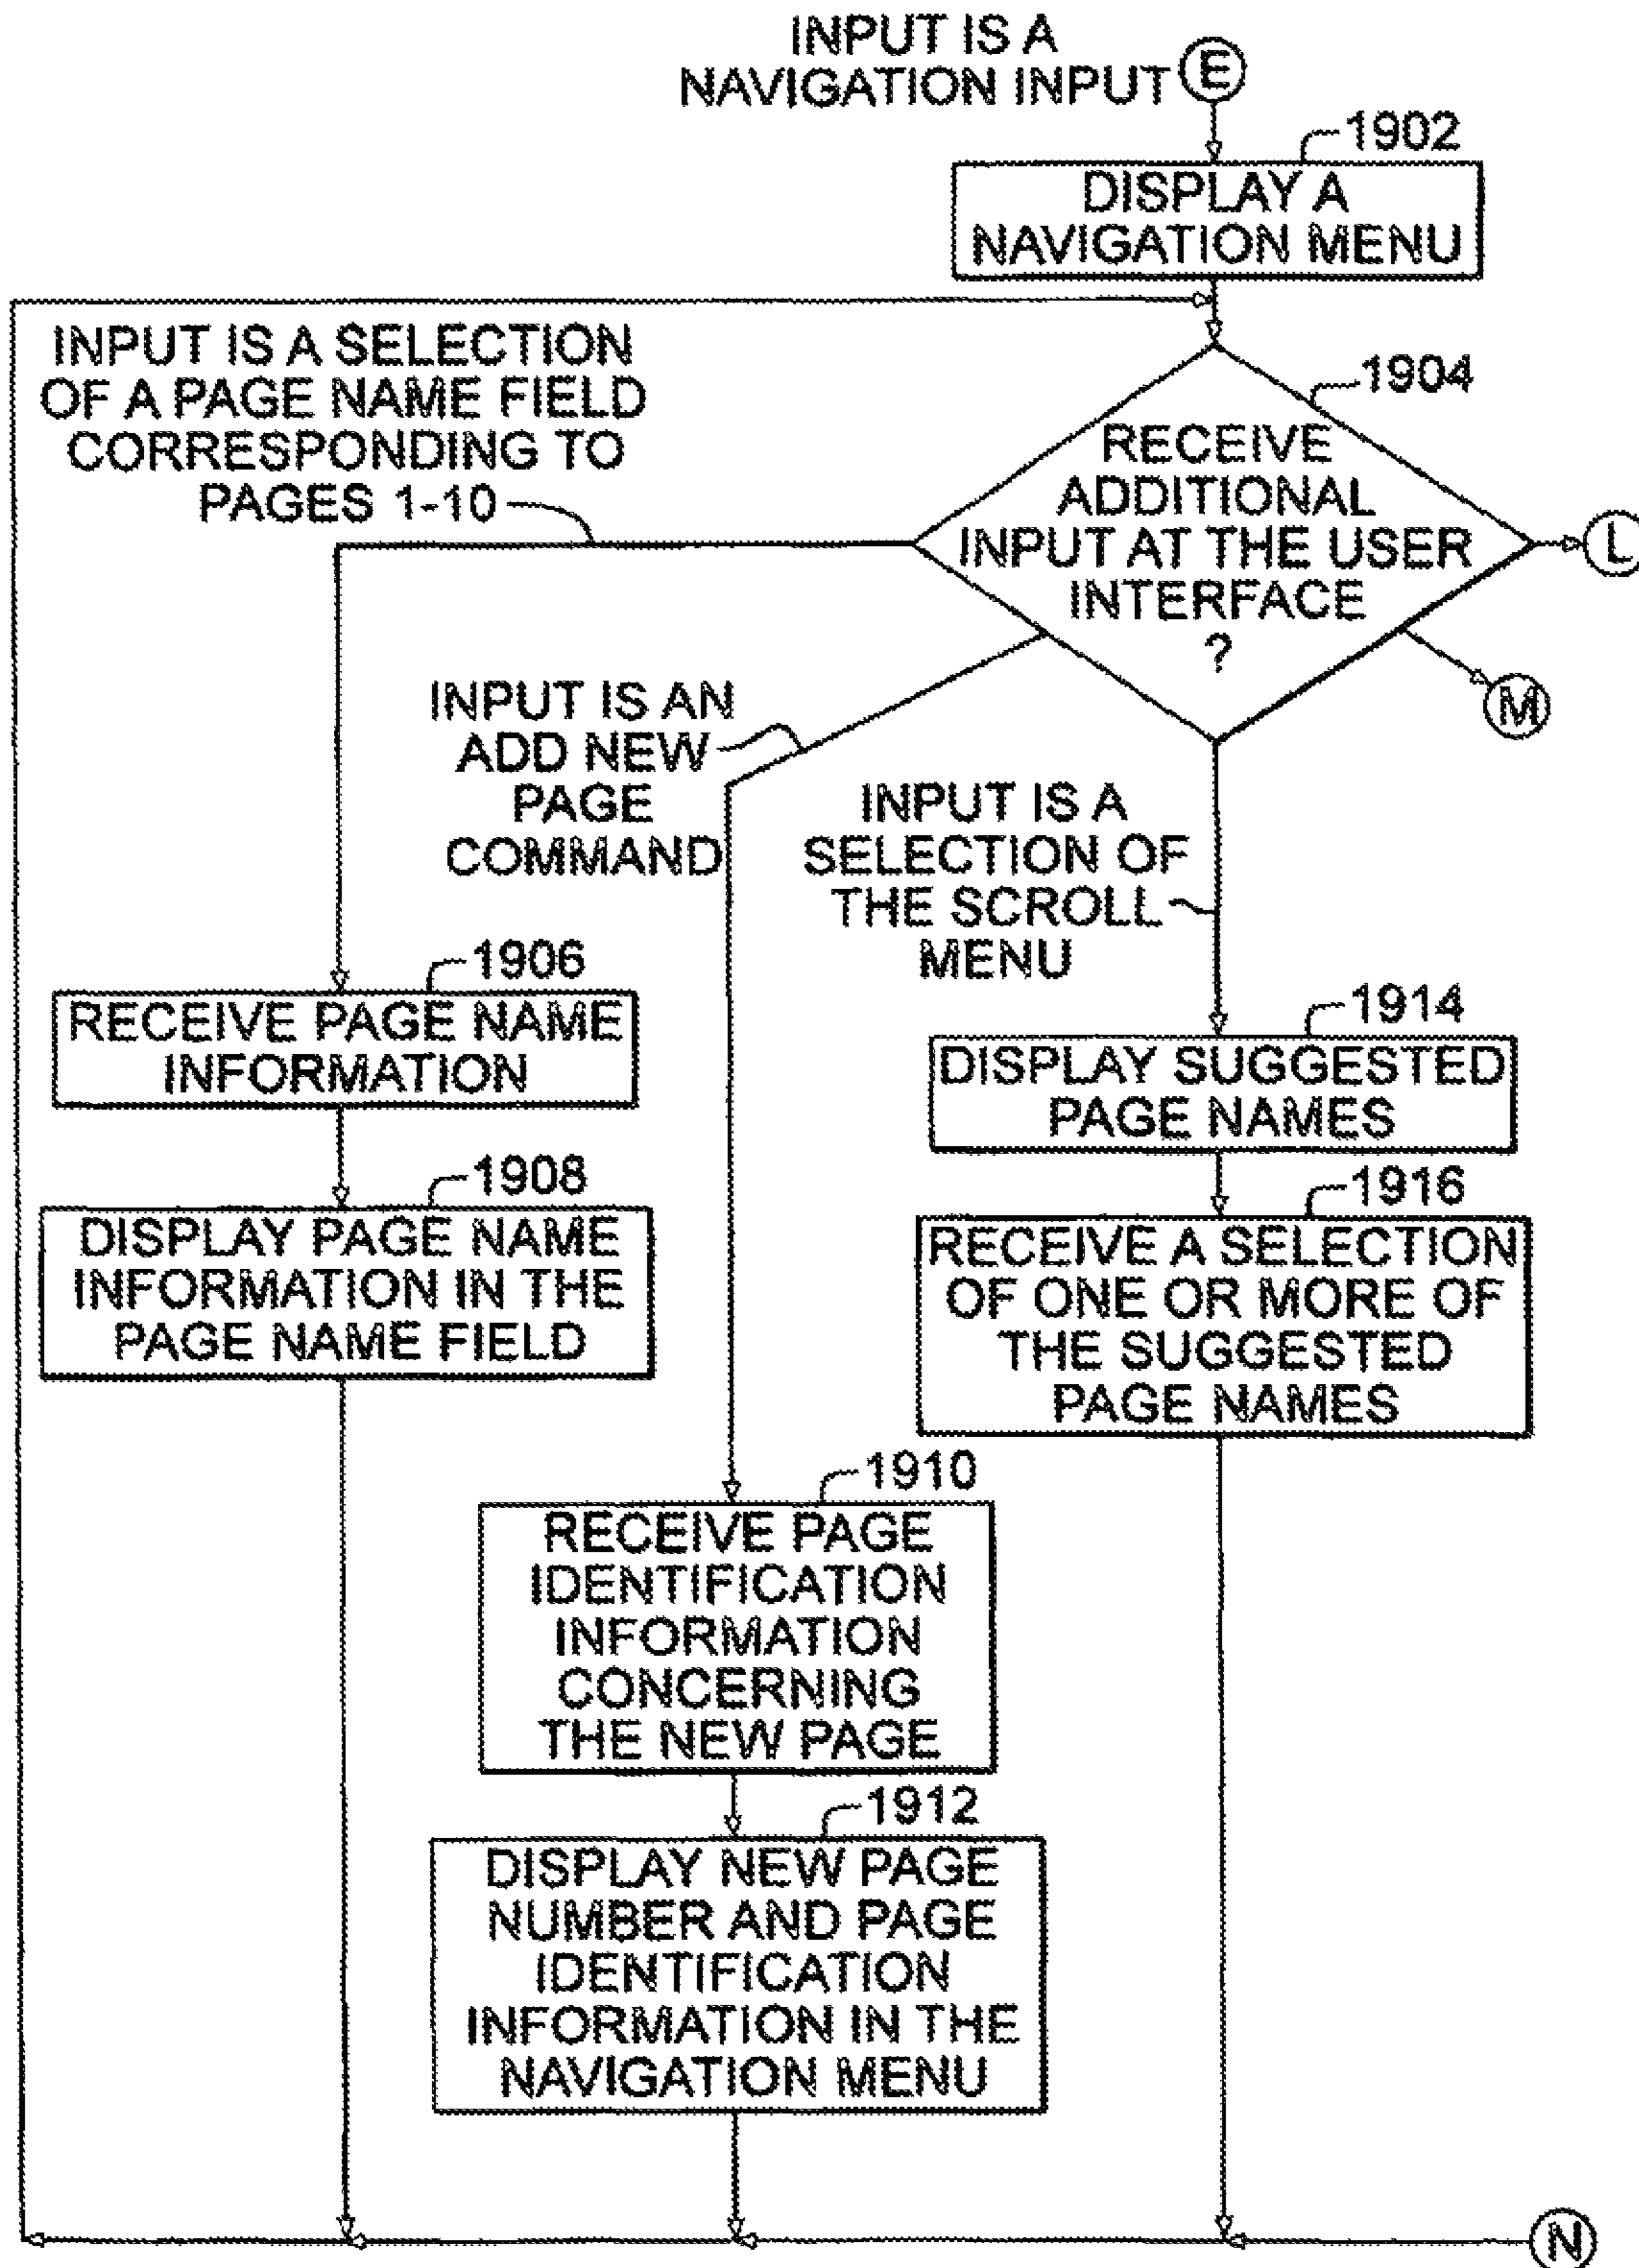 INPUT IS A
NAVIGATION INPUT
E
1902
DISPLAY A
NAVIGATION MENU
INPUT IS A SELECTION
OF A PAGE NAME FIELD
CORRESPONDING TO
PAGES 1-10
1904
RECEIVE
ADDITIONAL
INPUT AT THE USER
INTERFACE
?
L
M
INPUT IS AN
ADD NEW
PAGE
COMMAND
INPUT IS A
SELECTION OF
THE SCROLL
MENU
1906
RECEIVE PAGE NAME
INFORMATION
1914
DISPLAY SUGGESTED
PAGE NAMES
1908
DISPLAY PAGE NAME
INFORMATION IN THE
PAGE NAME FIELD
1916
RECEIVE A SELECTION
OF ONE OR MORE OF
THE SUGGESTED
PAGE NAMES
1910
RECEIVE PAGE
IDENTIFICATION
INFORMATION
CONCERNING
THE NEW PAGE
1912
DISPLAY NEW PAGE
NUMBER AND PAGE
IDENTIFICATION
INFORMATION IN THE
NAVIGATION MENU
N